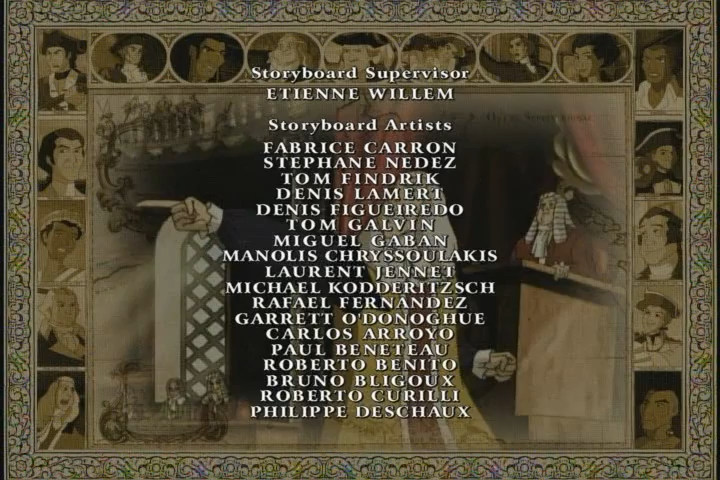 Storyboard Supervisor
ETIENNE WILLEM
Storyboard Artists
FABRICE CARRON
STEPHANE NEDEZ
TOM FINDRIK
DENIS LAMERT
DENIS FIGUEIREDO
TOM GALVIN
MIGUEL GABAN
MANOLIS CHRYSSOULAKIS
LAURENT JENNET
MICHAEL KODDERITZSCH
RAFAEL FERNANDEZ
GARRETT O'DONOGHUE
CARLOS ARROYO
PAUL BENETEAU
ROBERTO BENITO
BRUNO BLIGOUX
ROBERTO CURILLI
PHILIPPE DESCHAUX